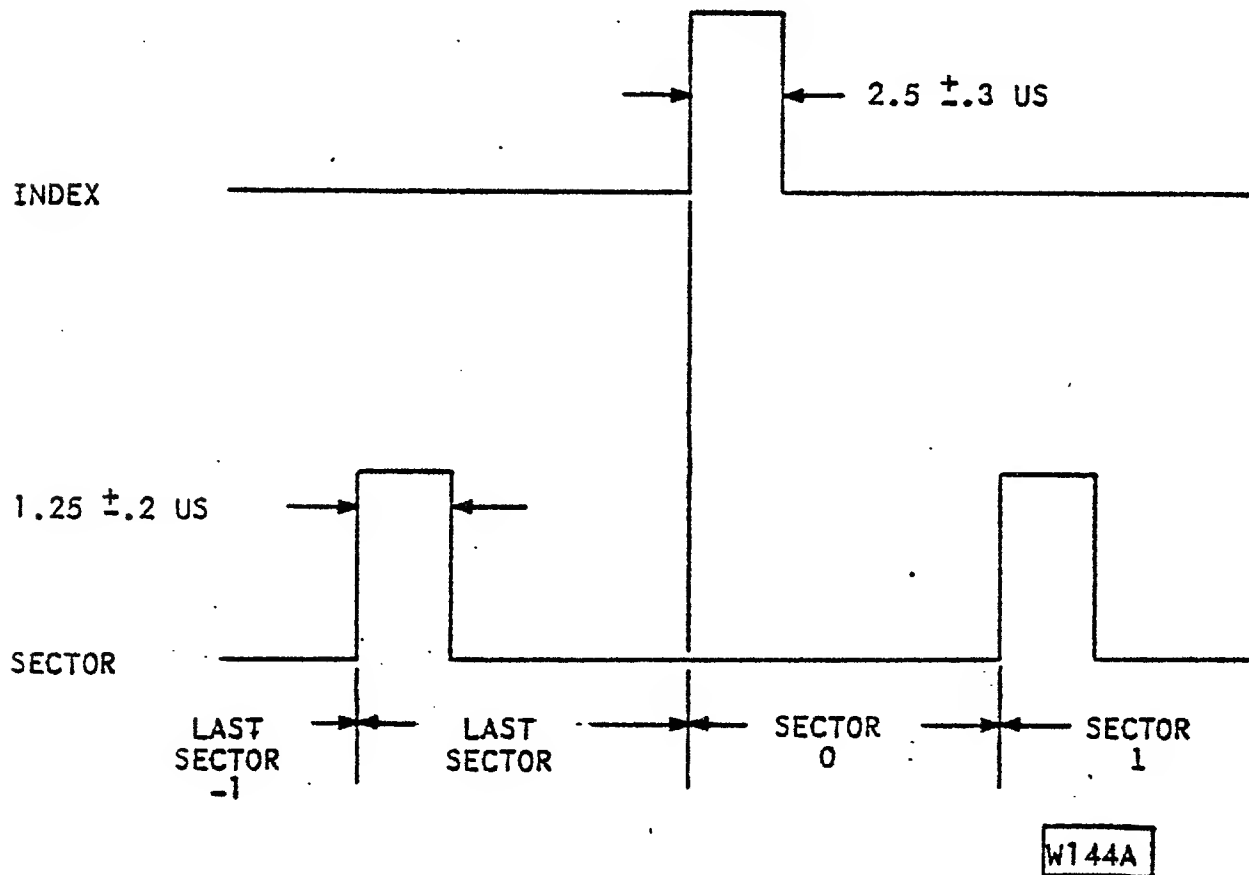 2.5 ±.3 US
INDEX
1.25 ±.2 US
SECTOR
LAST
SECTOR
-1
LAST
SECTOR
SECTOR
0
SECTOR
1
W144A